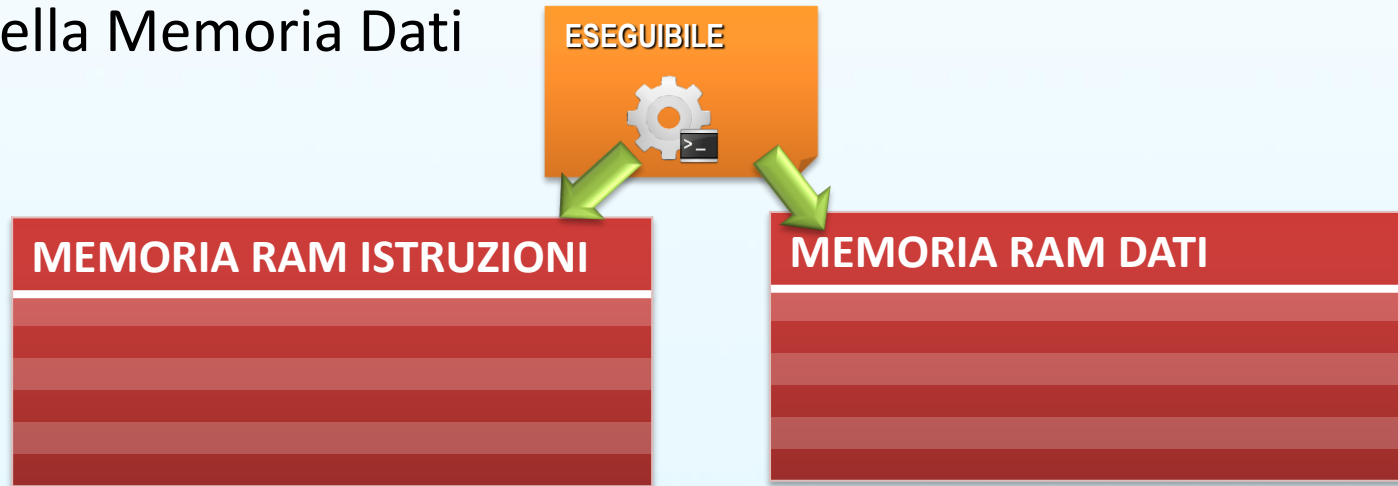 ella Memoria Dati
ESEGUIBILE
>_
MEMORIA RAM ISTRUZIONI
MEMORIA RAM DATI